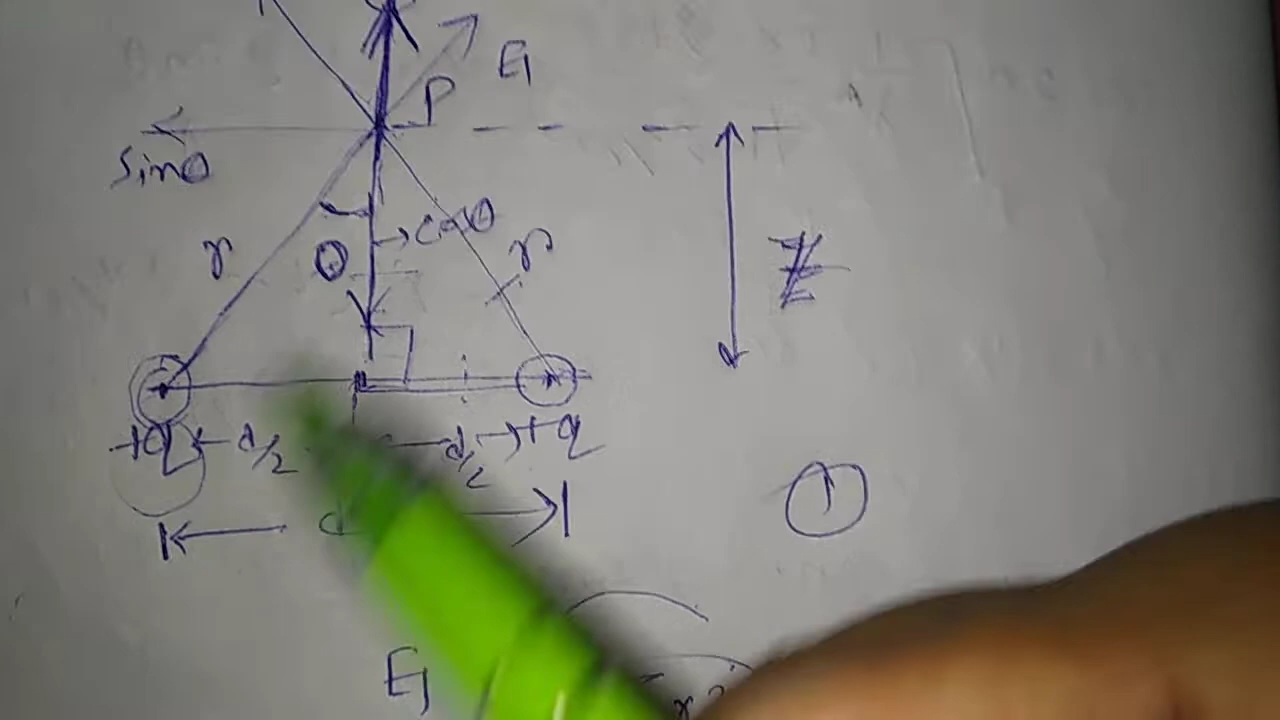 E1
P
sinθ
cosθ
r
θ
r
Z
+q
d/2
d/2
+q
d
1
E1